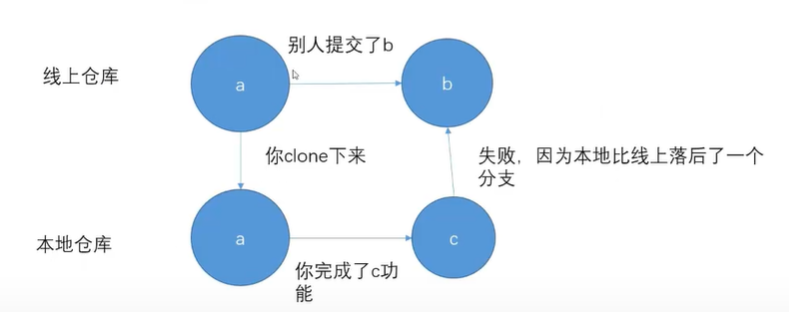 别人提交了b
线上仓库
a
b
你clone下来
失败，因为本地比线上落后了一个
分支
本地仓库
a
c
你完成了c功
能